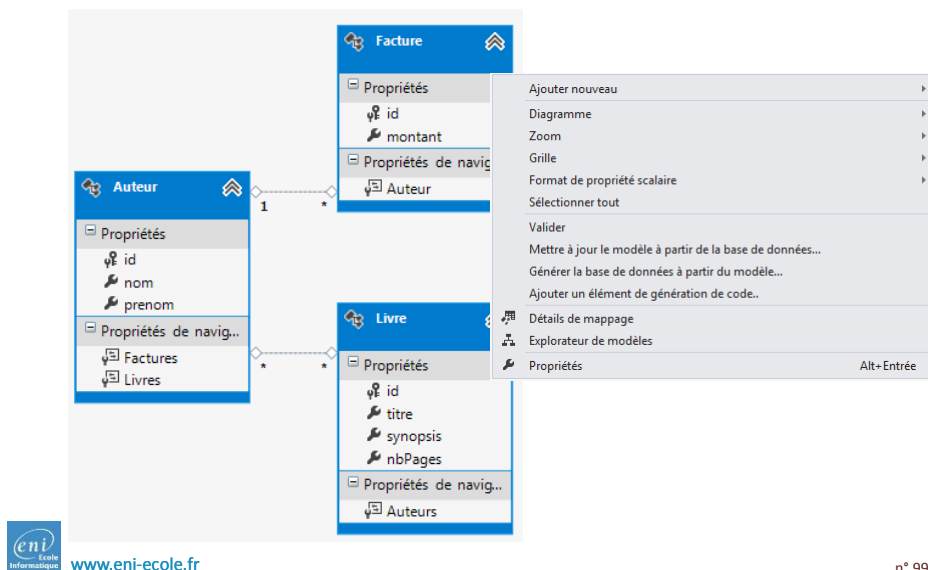 Facture
Propriétés
id
montant
Propriétés de navig
Auteur
Auteur
Propriétés
id
nom
prenom
Propriétés de navig...
Factures
Livres
1
*
*
*
Livre
Propriétés
id
titre
synopsis
nbPages
Propriétés de navig...
Auteurs
Ajouter nouveau
Diagramme
Zoom
Grille
Format de propriété scalaire
Sélectionner tout
Valider
Mettre à jour le modèle à partir de la base de données...
Générer la base de données à partir du modèle...
Ajouter un élément de génération de code..
Détails de mappage
Explorateur de modèles
Propriétés Alt+Entrée
eni
Ecole
Informatique
www.eni-ecole.fr
n° 99